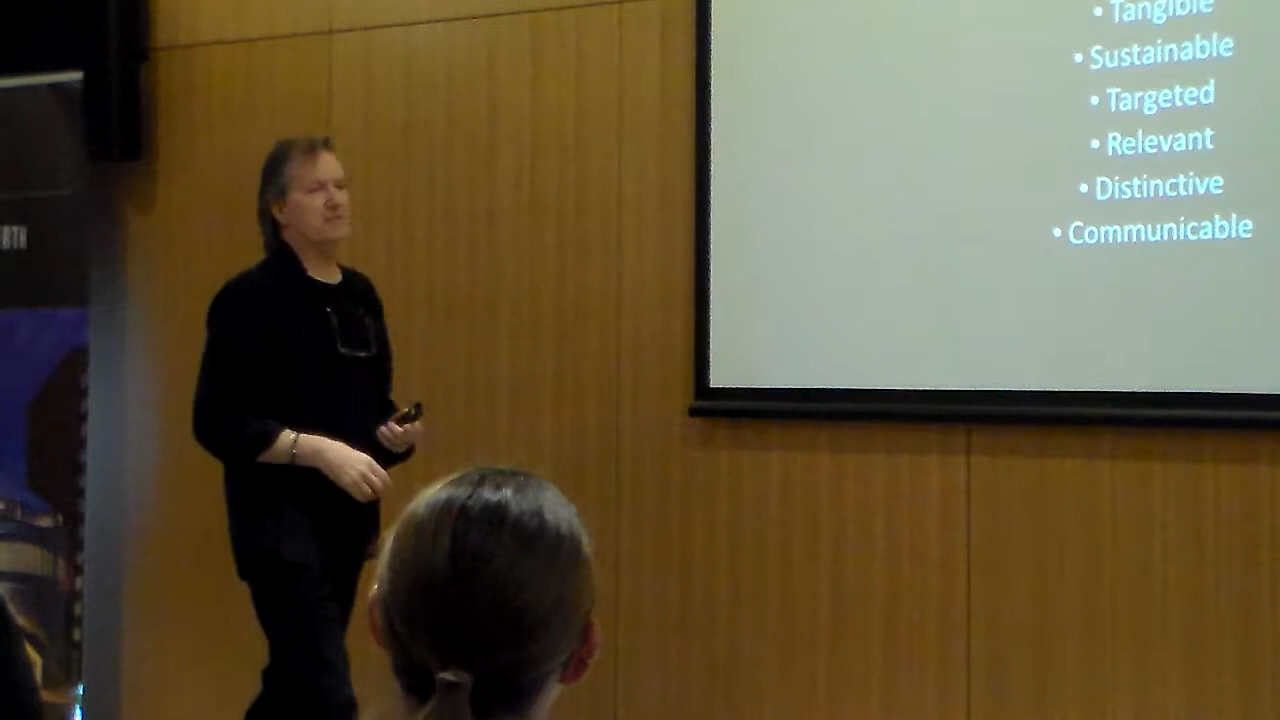 • Tangible
• Sustainable
• Targeted
• Relevant
• Distinctive
• Communicable